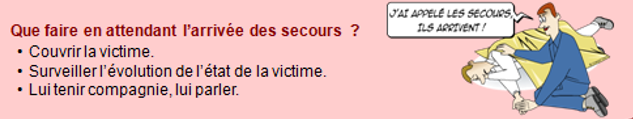 Que faire en attendant l'arrivée des secours ?
• Couvrir la victime.
• Surveiller l'évolution de l'état de la victime.
• Lui tenir compagnie, lui parler.
J'AI APPELÉ LES SECOURS,
ILS ARRIVENT !